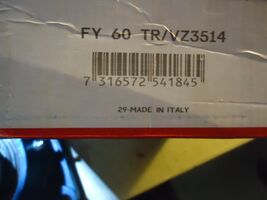 FY 60 TR/VZ3514
7 316572 541845
29-MADE IN ITALY